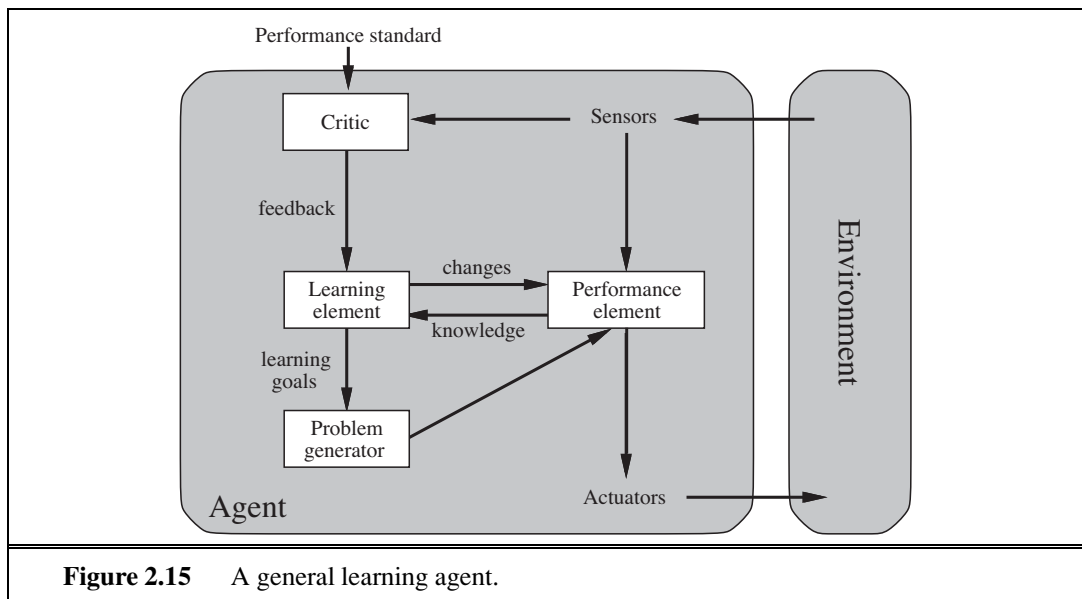 Performance standard
Critic
Sensors
feedback
changes
Learning
element
Performance
element
knowledge
learning
goals
Problem
generator
Agent
Actuators
Environment
Figure 2.15 A general learning agent.